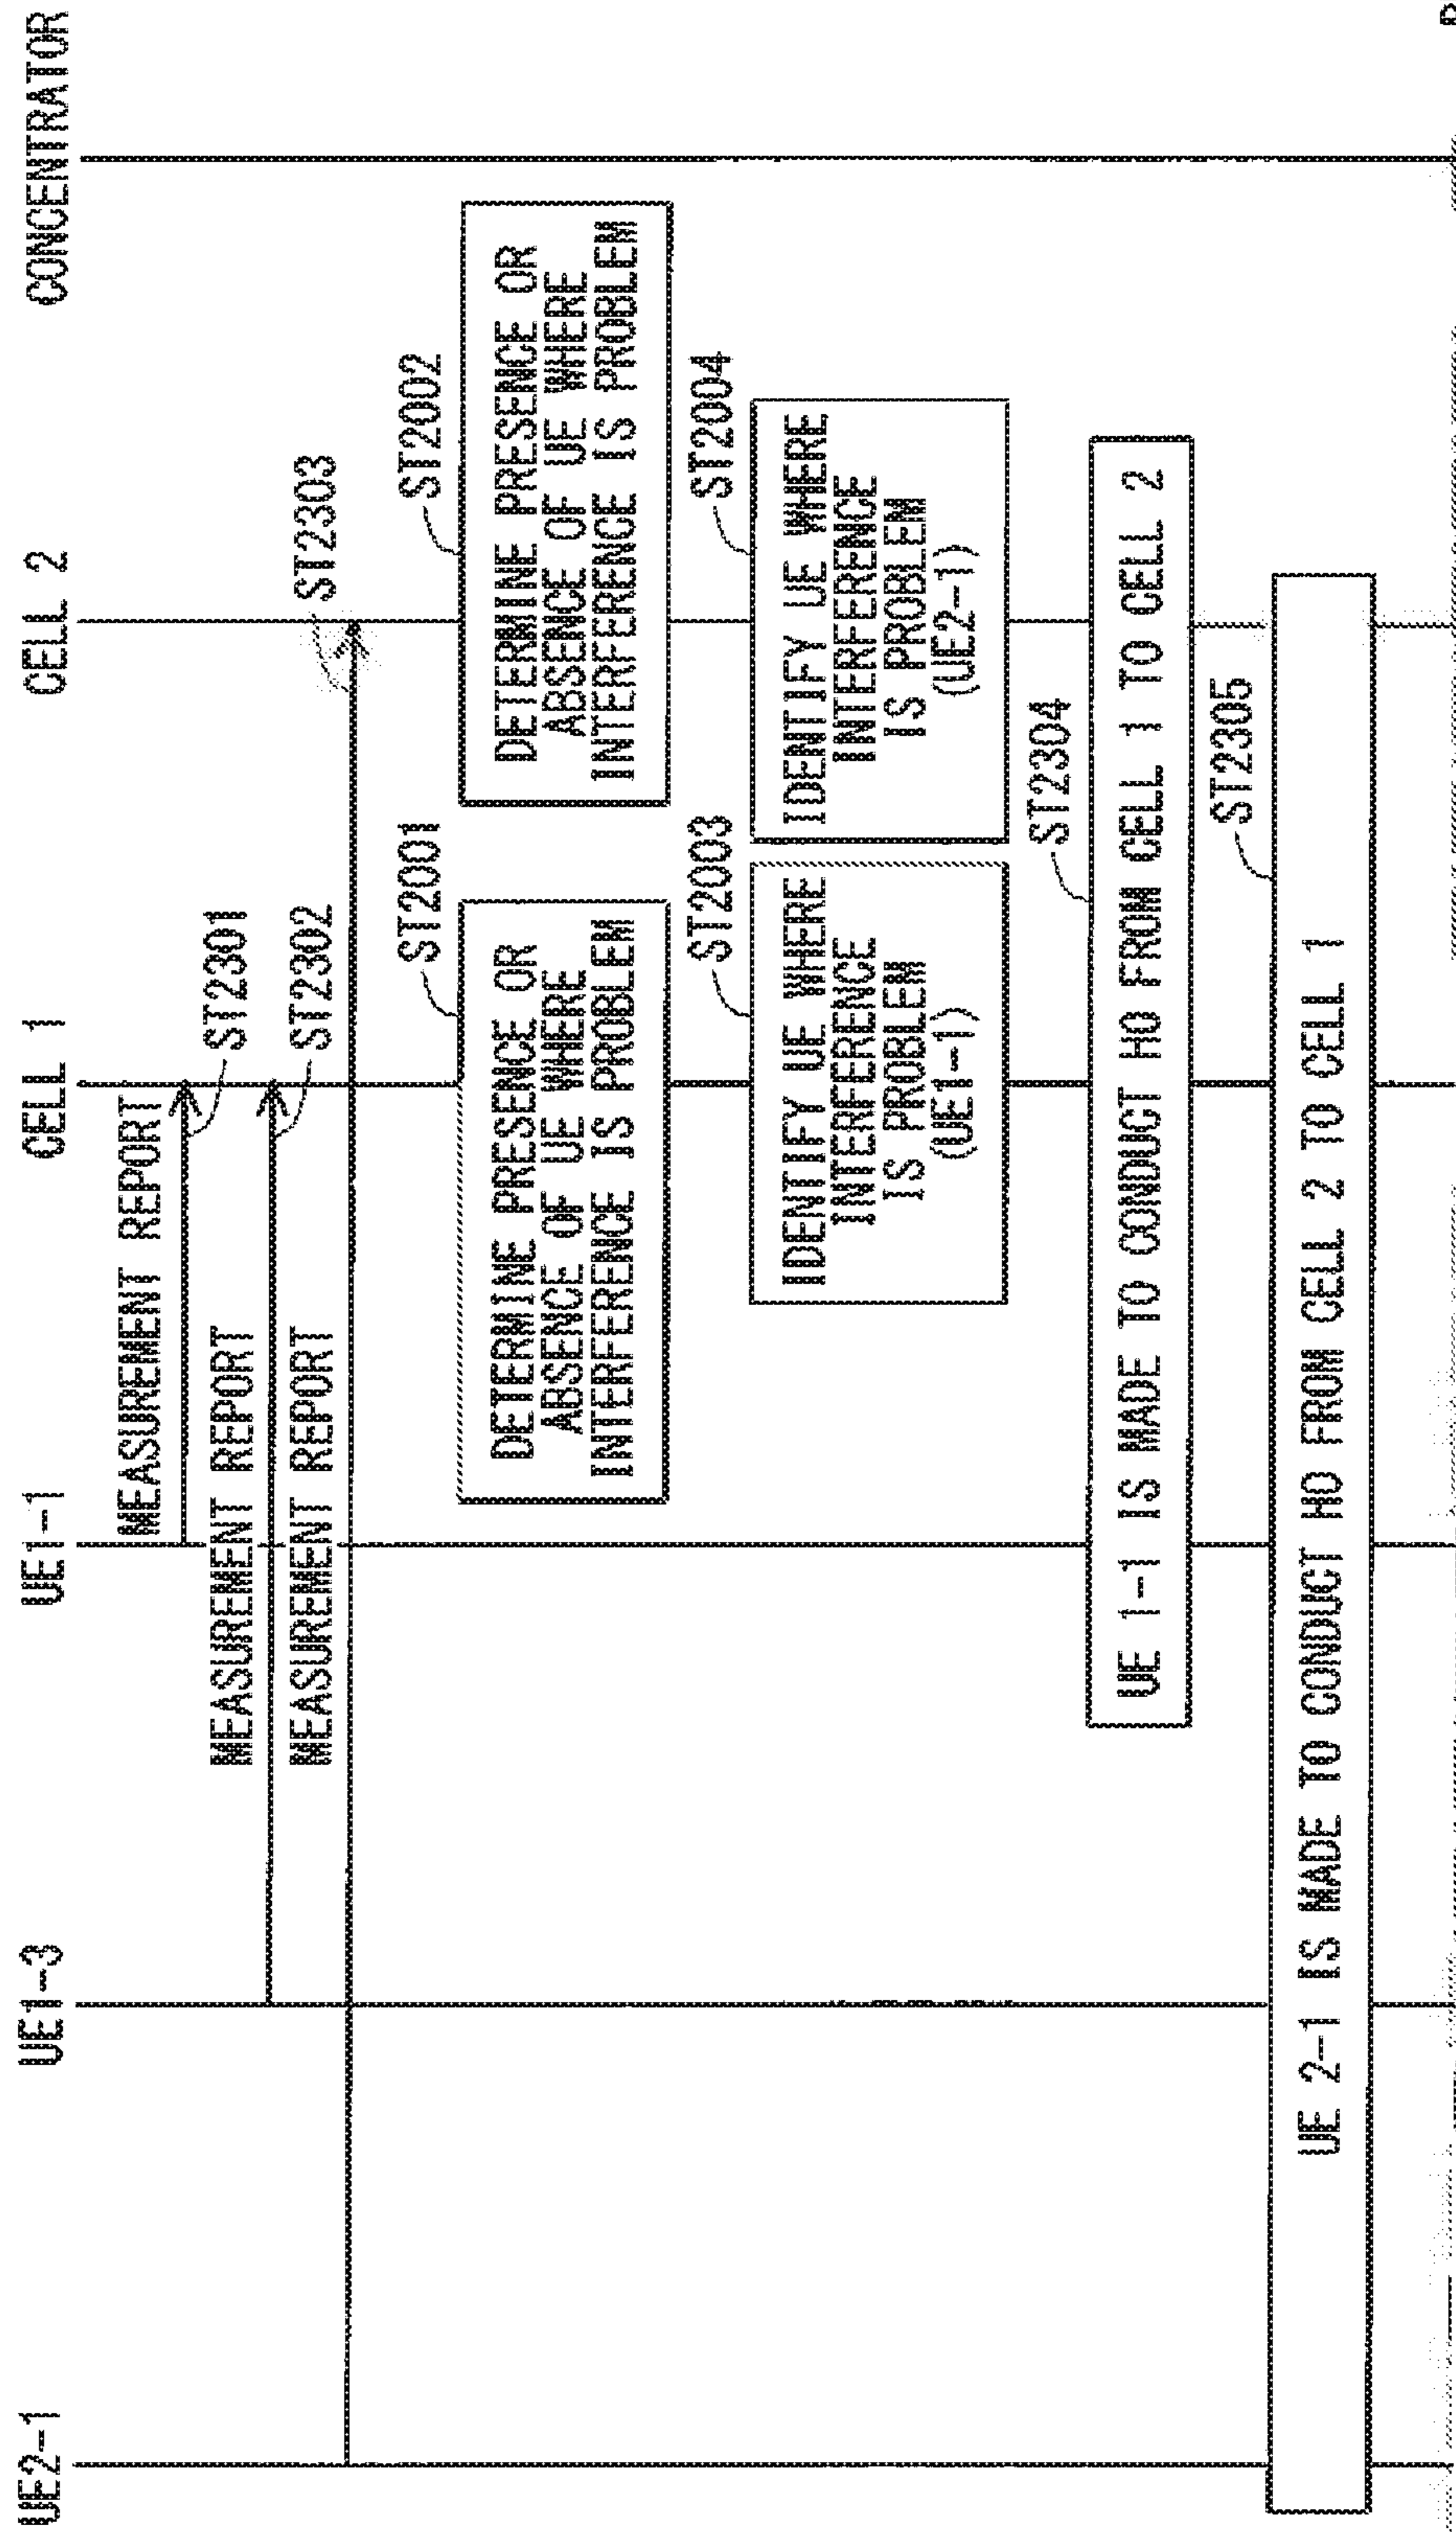 UE2-1
UE1-3
UE1-1
CELL 1
CELL 2
CONCENTRATOR
MEASUREMENT REPORT
ST2301
MEASUREMENT REPORT
ST2302
MEASUREMENT REPORT
ST2303
ST2001
DETERMINE PRESENCE OR
ABSENCE OF UE WHERE
INTERFERENCE IS PROBLEM
ST2002
DETERMINE PRESENCE OR
ABSENCE OF UE WHERE
INTERFERENCE IS PROBLEM
ST2003
IDENTIFY UE WHERE
INTERFERENCE
IS PROBLEM
(UE1-1)
ST2004
IDENTIFY UE WHERE
INTERFERENCE
IS PROBLEM
(UE2-1)
ST2304
UE 1-1 IS MADE TO CONDUCT HO FROM CELL 1 TO CELL 2
ST2305
UE 2-1 IS MADE TO CONDUCT HO FROM CELL 2 TO CELL 1